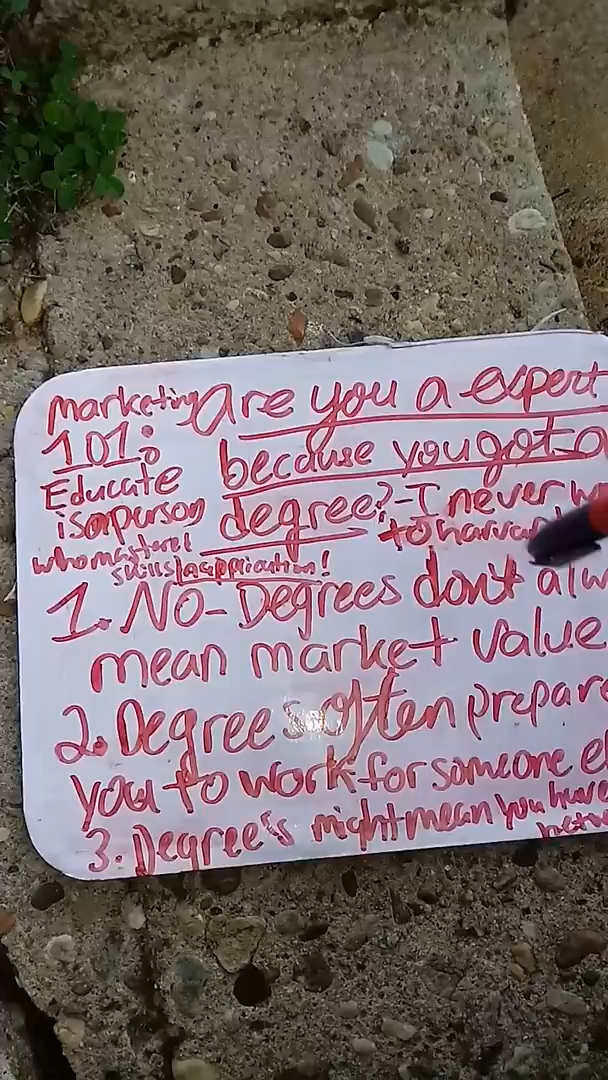 Marketing
101:
Educate
is a person
who mastered
skills/application!
are you a expert
because you got a
degree?-I never
to harvar
1. No-Degrees don't alw
mean market value
2. Degree's often prepare
you to work for someone el
3. Degree's might mean you have
netw